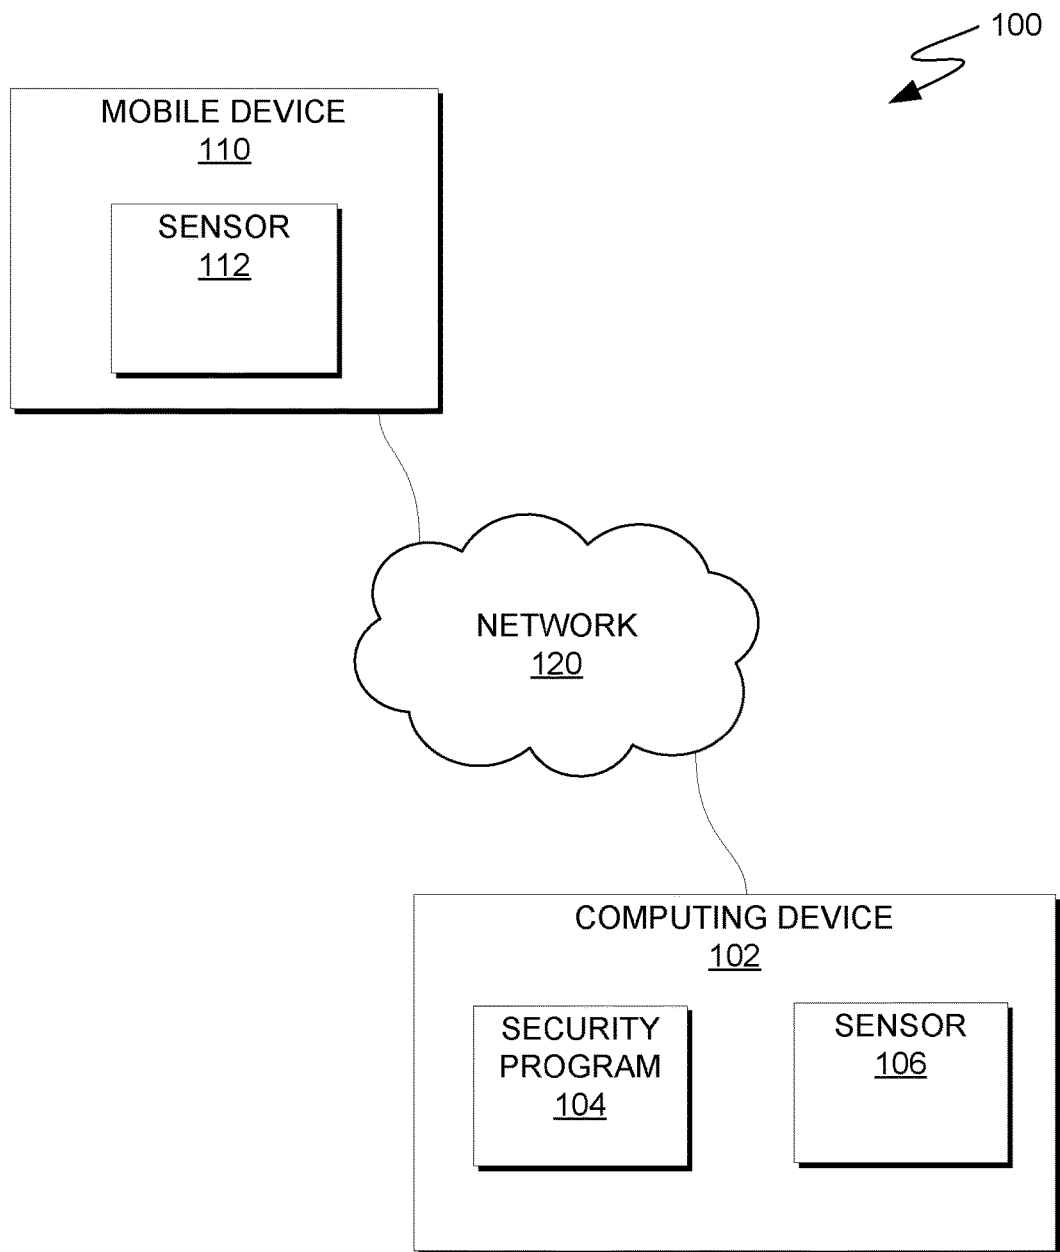 100
MOBILE DEVICE
110
SENSOR
112
NETWORK
120
COMPUTING DEVICE
102
SECURITY
PROGRAM
104
SENSOR
106